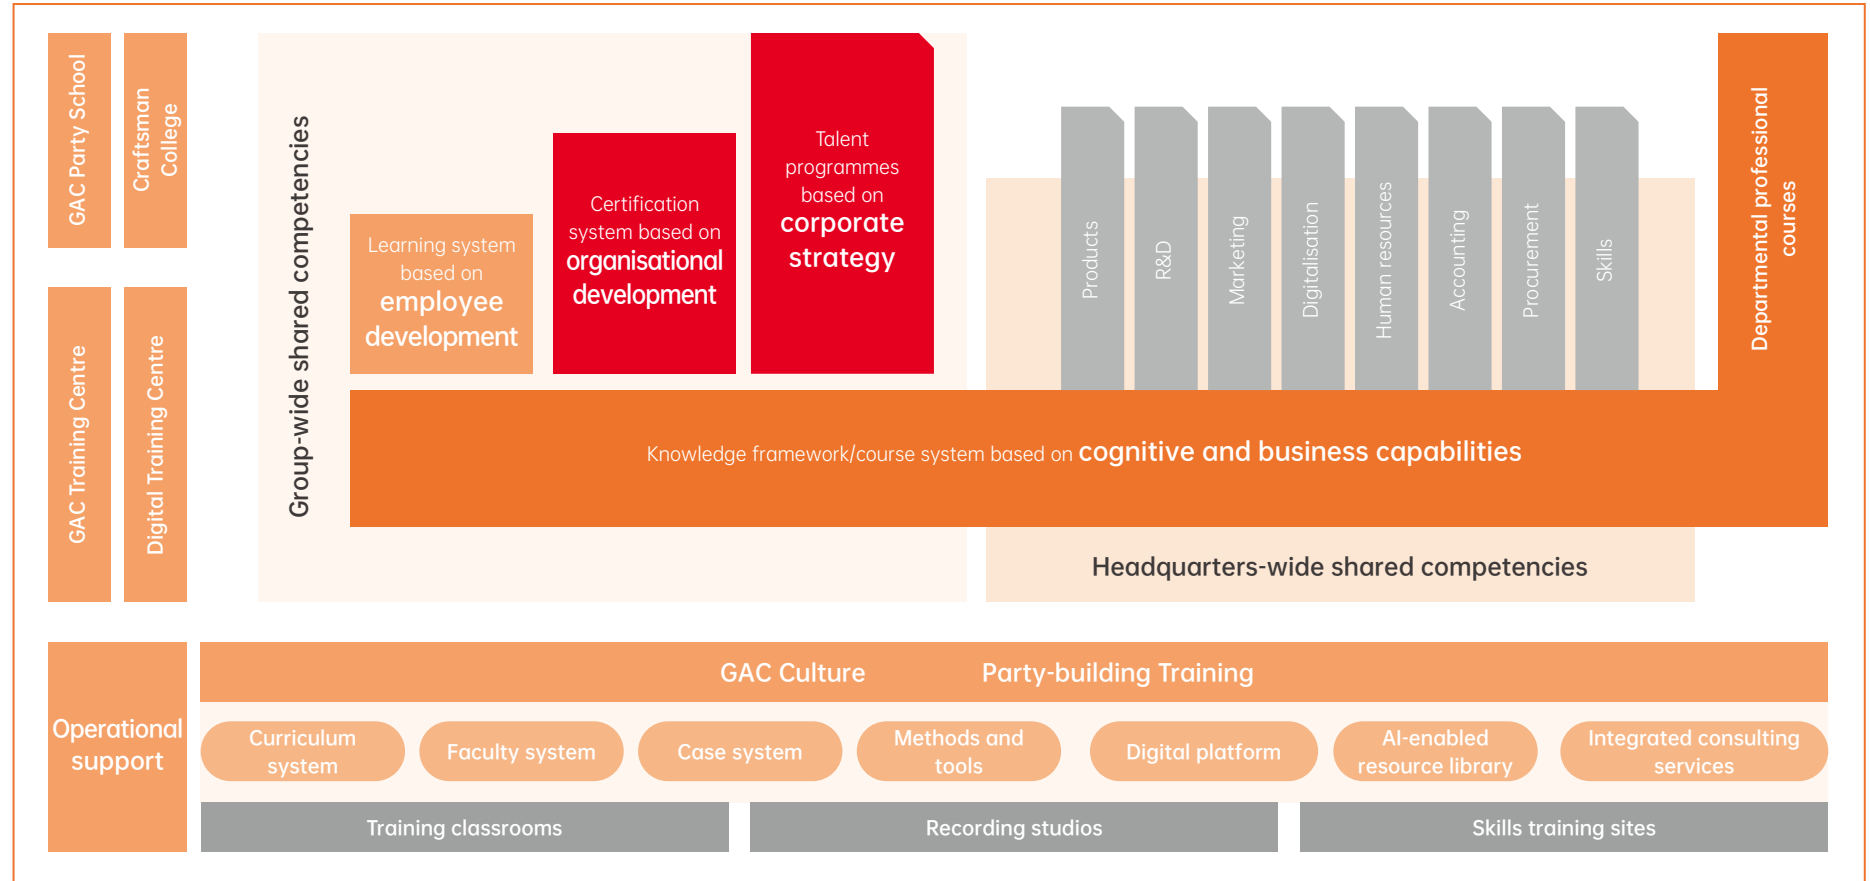 GAC Party School
Craftsman
College
GAC Training Centre
Digital Training Centre
Group-wide shared competencies
Learning system
based on
employee
development
Certification
system based on
organisational
development
Talent
programmes
based on
corporate
strategy
Products
R&D
Marketing
Digitalisation
Human resources
Accounting
Procurement
Skills
Departmental professional
courses
Knowledge framework/course system based on cognitive and business capabilities
Headquarters-wide shared competencies
Operational
support
GAC Culture Party-building Training
Curriculum
system
Faculty system
Case system
Methods and
tools
Digital platform
AI-enabled
resource library
Integrated consulting
services
Training classrooms
Recording studios
Skills training sites